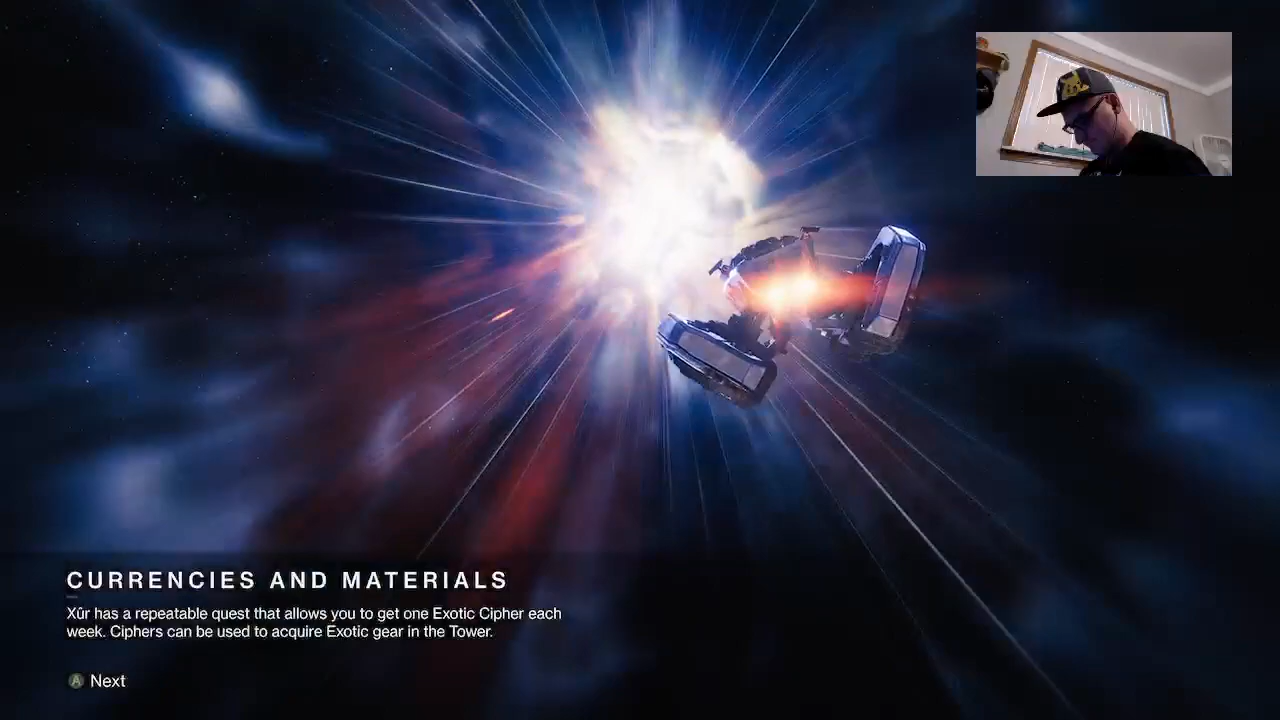 CURRENCIES AND MATERIALS
Xûr has a repeatable quest that allows you to get one Exotic Cipher each
week. Ciphers can be used to acquire Exotic gear in the Tower.
A Next